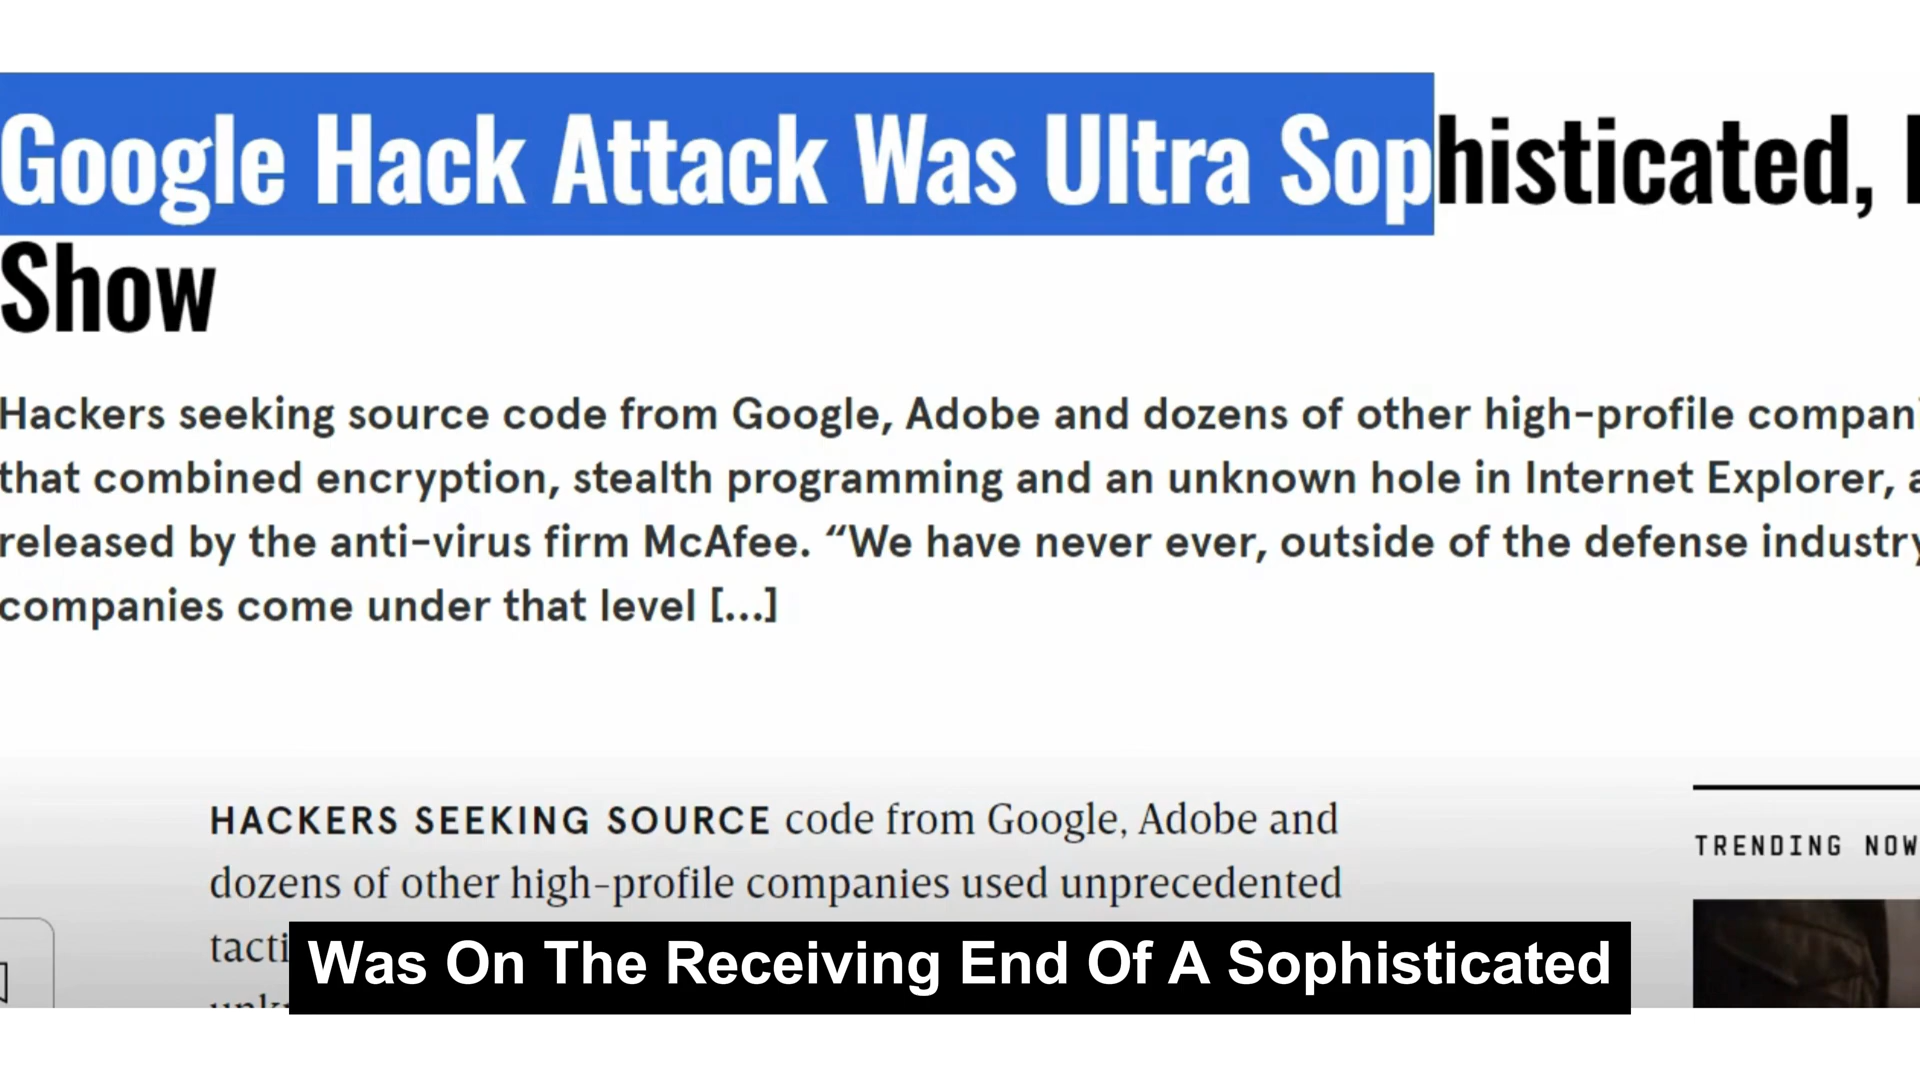 Google Hack Attack Was Ultra Sophisticated,
Show
Hackers seeking source code from Google, Adobe and dozens of other high-profile compani
that combined encryption, stealth programming and an unknown hole in Internet Explorer, a
released by the anti-virus firm McAfee. “We have never ever, outside of the defense industry
companies come under that level [...]
HACKERS SEEKING SOURCE code from Google, Adobe and
dozens of other high-profile companies used unprecedented
tacti
TRENDING NOW
Was On The Receiving End Of A Sophisticated